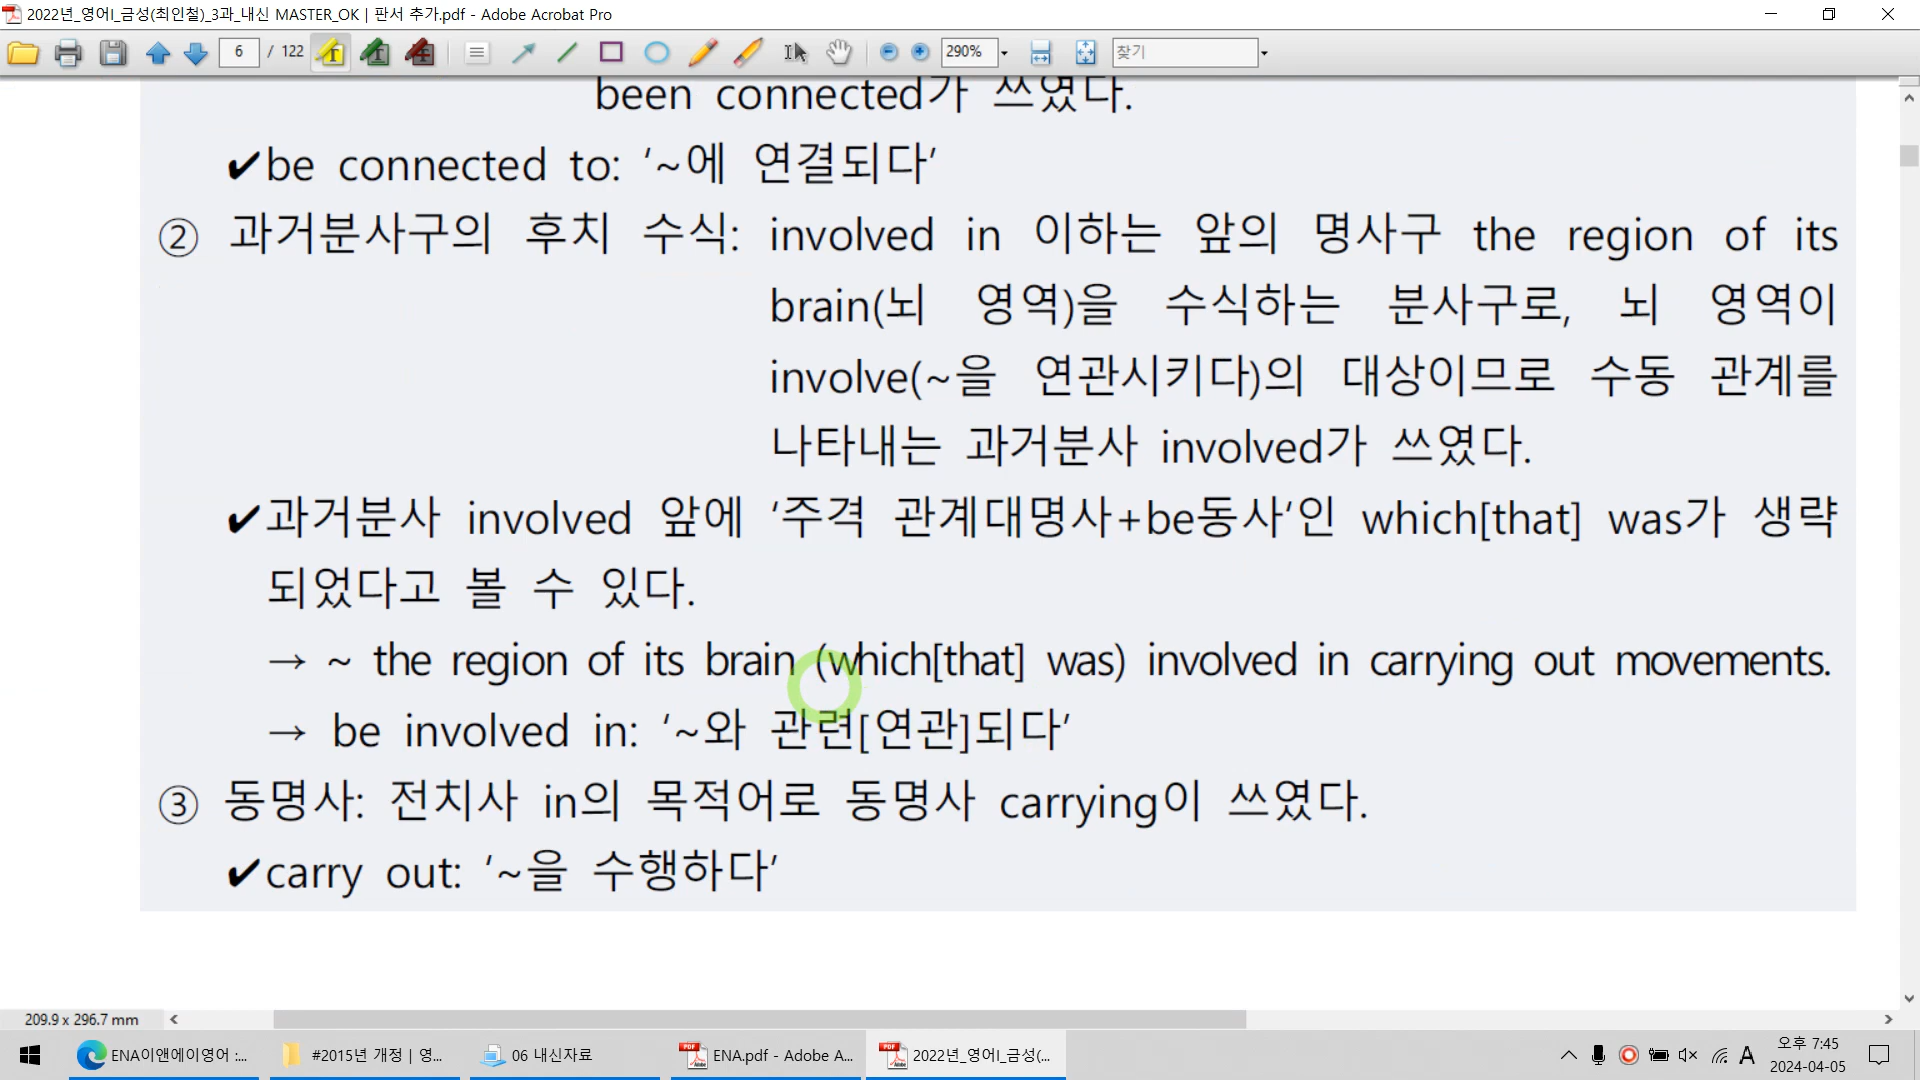 2022년_영어I_금성(최인철)_3과_내신 MASTER_OK | 판서 추가.pdf - Adobe Acrobat Pro
6 / 122 290% 찾기
been connected가 쓰였다.
✔be connected to: ‘~에 연결되다’
② 과거분사구의 후치 수식: involved in 이하는 앞의 명사구 the region of its
brain(뇌 영역)을 수식하는 분사구로, 뇌 영역이
involve(~을 연관시키다)의 대상이므로 수동 관계를
나타내는 과거분사 involved가 쓰였다.
✔과거분사 involved 앞에 ‘주격 관계대명사+be동사’인 which[that] was가 생략
되었다고 볼 수 있다.
→ ~ the region of its brain (which[that] was) involved in carrying out movements.
→ be involved in: ‘~와 관련[연관]되다’
③ 동명사: 전치사 in의 목적어로 동명사 carrying이 쓰였다.
✔carry out: ‘~을 수행하다’
209.9 x 296.7 mm
ENA이앤에이영어 :...
#2015년 개정 | 영...
06 내신자료
ENA.pdf - Adobe A...
2022년_영어I_금성(...
A
오후 7:45
2024-04-05